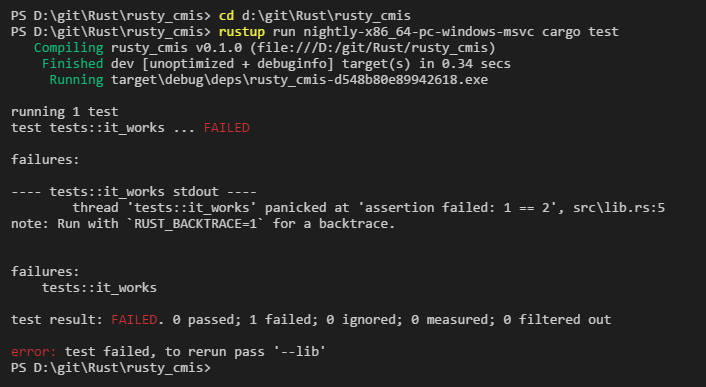 PS D:\git\Rust\rusty_cmis> cd d:\git\Rust\rusty_cmis
PS D:\git\Rust\rusty_cmis> rustup run nightly-x86_64-pc-windows-msvc cargo test
   Compiling rusty_cmis v0.1.0 (file:///D:/git/Rust/rusty_cmis)
    Finished dev [unoptimized + debuginfo] target(s) in 0.34 secs
     Running target\debug\deps\rusty_cmis-d548b80e89942618.exe

running 1 test
test tests::it_works ... FAILED

failures:

---- tests::it_works stdout ----
        thread 'tests::it_works' panicked at 'assertion failed: 1 == 2', src\lib.rs:5
note: Run with `RUST_BACKTRACE=1` for a backtrace.


failures:
    tests::it_works

test result: FAILED. 0 passed; 1 failed; 0 ignored; 0 measured; 0 filtered out

error: test failed, to rerun pass '--lib'
PS D:\git\Rust\rusty_cmis>